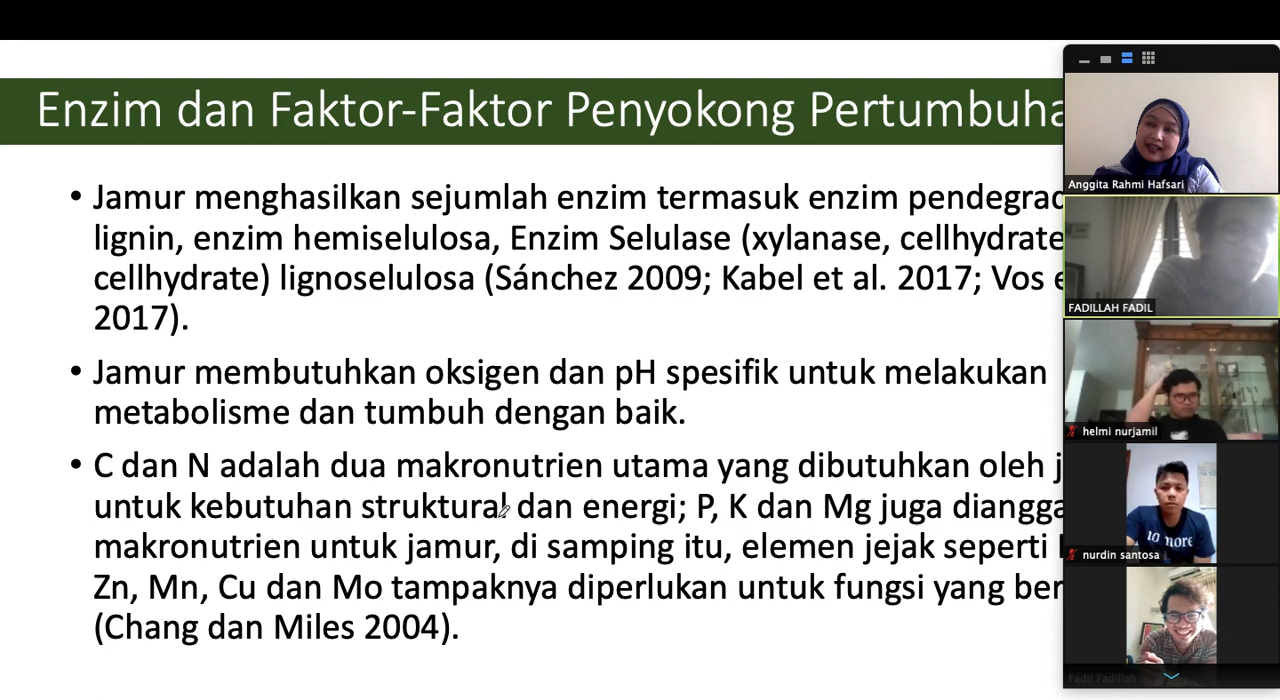 Enzim dan Faktor-Faktor Penyokong
Jamur menghasilkan sejumlah enzim termasuk enzim
lignin, enzim hemiselulosa, Enzim Selulase (xylanase, cellhydrate
cellhydrate) lignoselulosa (Sánchez 2009; Kabel et al. 2017; Vos
2017).
Jamur membutuhkan oksigen dan pH spesifik untuk melakukan
metabolisme dan tumbuh dengan baik.
C dan N adalah dua makronutrien utama yang dibutuhkan oleh
untuk kebutuhan struktural dan energi; P, K dan Mg juga
makronutrien untuk jamur, di samping itu, elemen jejak seperti
Zn, Mn, Cu dan Mo tampaknya diperlukan untuk fungsi yang
(Chang dan Miles 2004).
Anggita Rahmi Hafsari
FADILLAH FADIL
helmi nurjamil
nurdin santosa
10 more
Fadil Fadillah